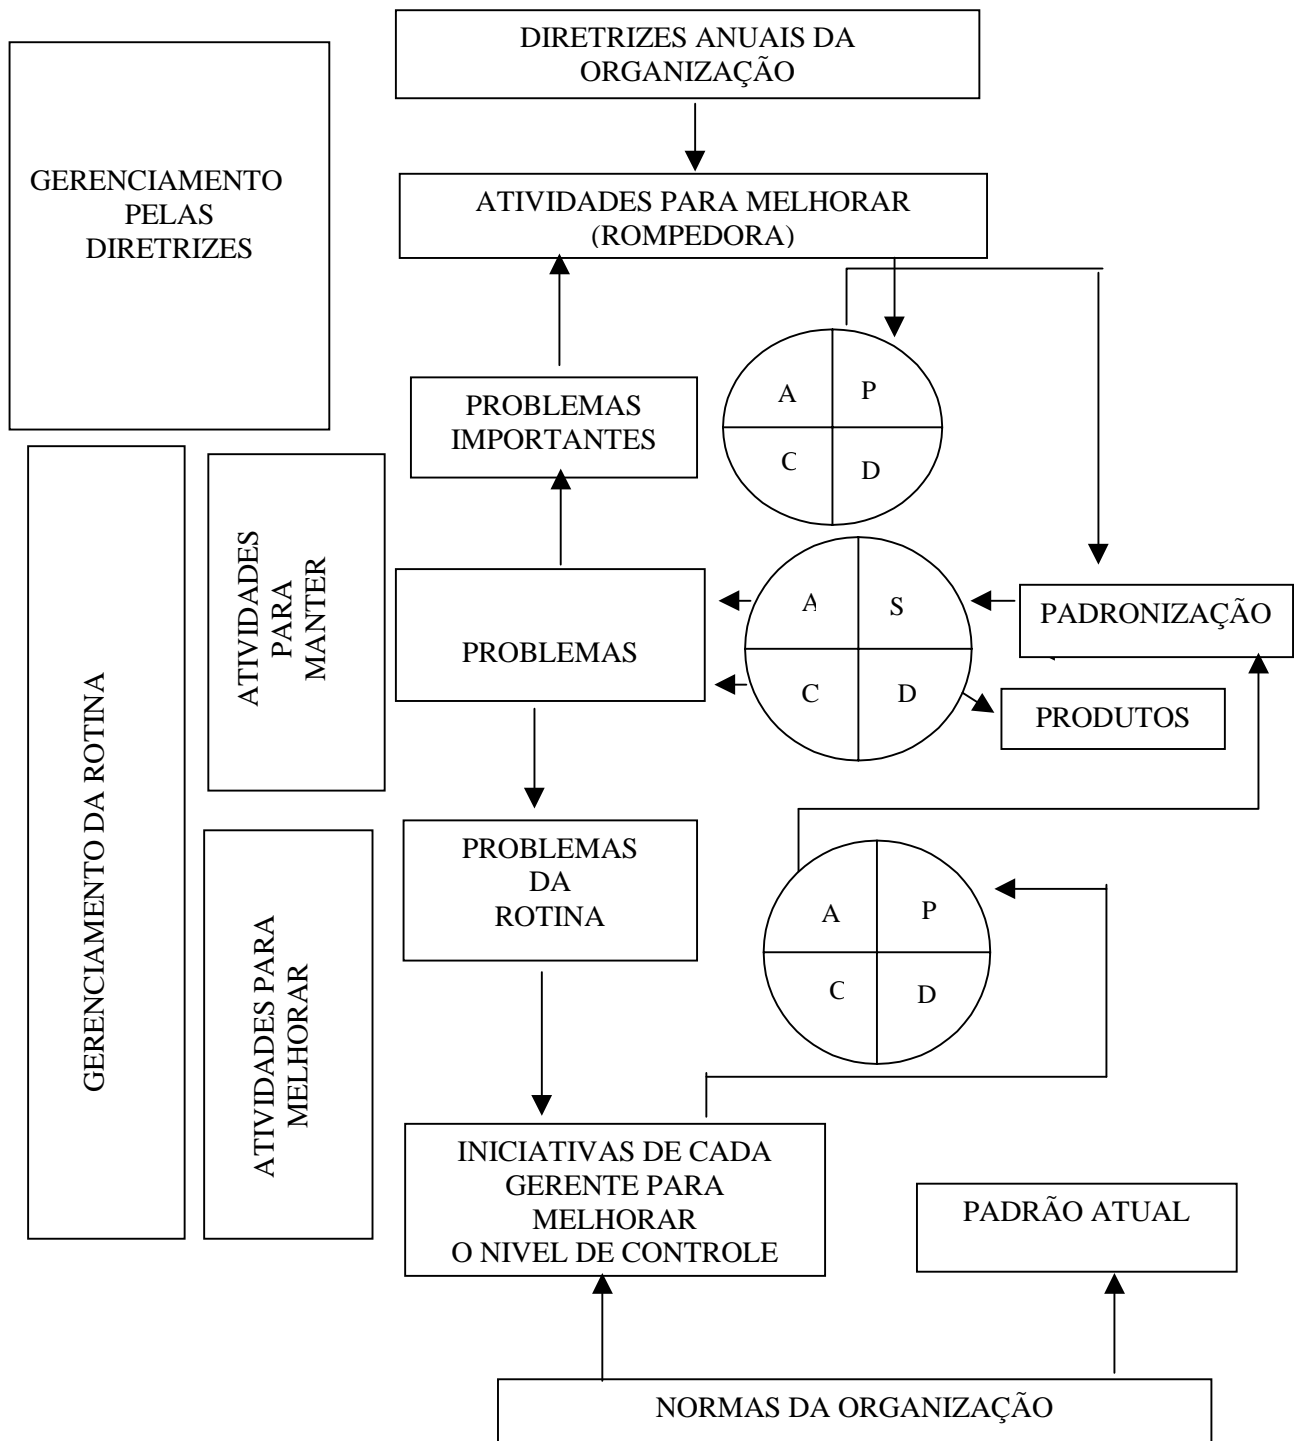 DIRETRIZES ANUAIS DA
ORGANIZAÇÃO
GERENCIAMENTO
PELAS
DIRETRIZES
ATIVIDADES PARA MELHORAR
(ROMPEDORA)
PROBLEMAS
IMPORTANTES
A
P
C
D
GERENCIAMENTO DA ROTINA
ATIVIDADES
PARA
MANTER
PROBLEMAS
A
S
C
D
PADRONIZAÇÃO
PRODUTOS
ATIVIDADES PARA
MELHORAR
PROBLEMAS
DA
ROTINA
A
P
C
D
INICIATIVAS DE CADA
GERENTE PARA
MELHORAR
O NIVEL DE CONTROLE
PADRÃO ATUAL
NORMAS DA ORGANIZAÇÃO